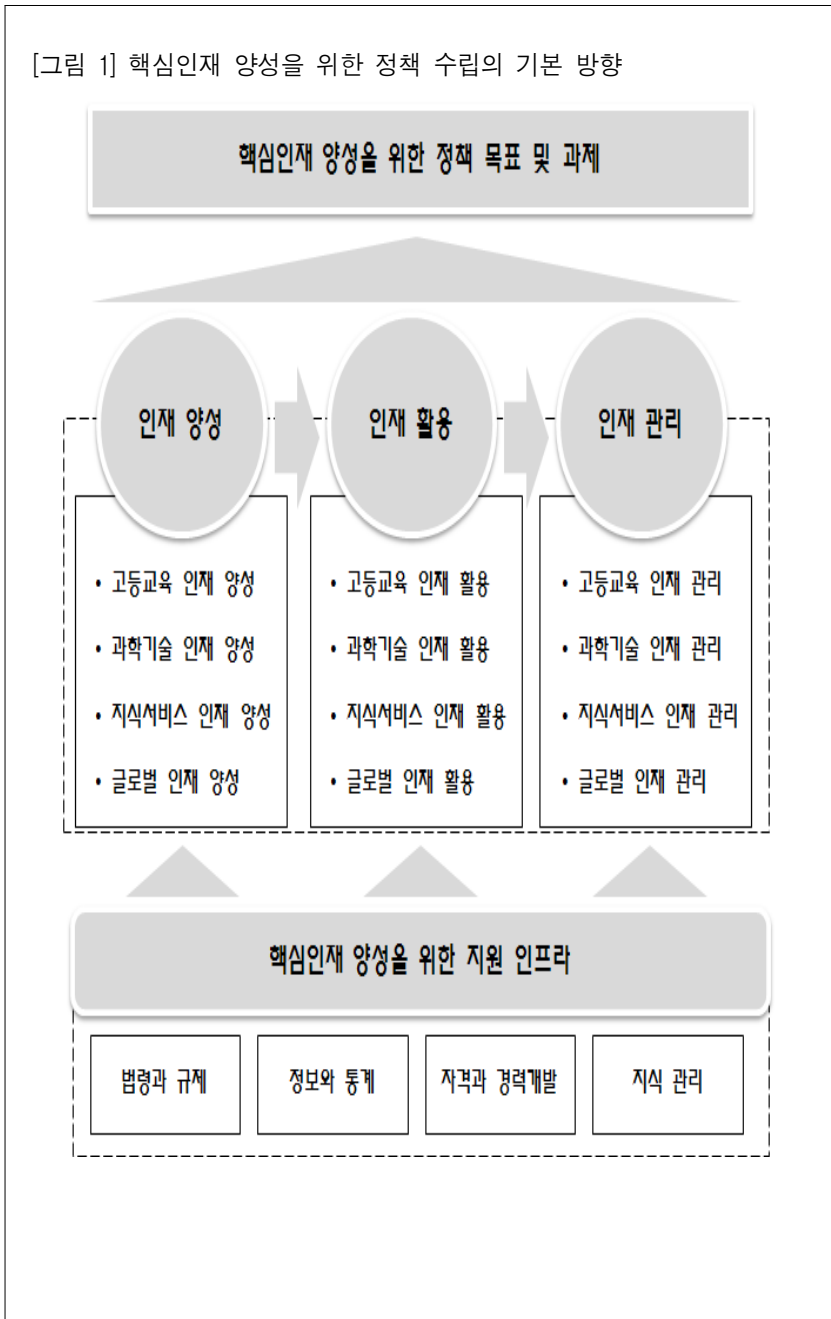 [그림 1] 핵심인재 양성을 위한 정책 수립의 기본 방향
핵심인재 양성을 위한 정책 목표 및 과제
인재 양성
• 고등교육 인재 양성
• 과학기술 인재 양성
• 지식서비스 인재 양성
• 글로벌 인재 양성
인재 활용
• 고등교육 인재 활용
• 과학기술 인재 활용
• 지식서비스 인재 활용
• 글로벌 인재 활용
인재 관리
• 고등교육 인재 관리
• 과학기술 인재 관리
• 지식서비스 인재 관리
• 글로벌 인재 관리
핵심인재 양성을 위한 지원 인프라
법령과 규제
정보와 통계
자격과 경력개발
지식 관리